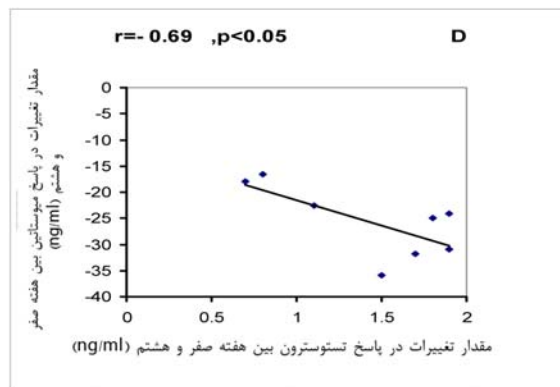 r=- 0.69 ,p<0.05 D
مقدار تغییرات در پاسخ میوستاتین بین هفته صفر
و هشتم (ng/ml)
0
-5
-10
-15
-20
-25
-30
-35
-40
0 0.5 1 1.5 2
مقدار تغییرات در پاسخ تستوسترون بین هفته صفر و هشتم (ng/ml)